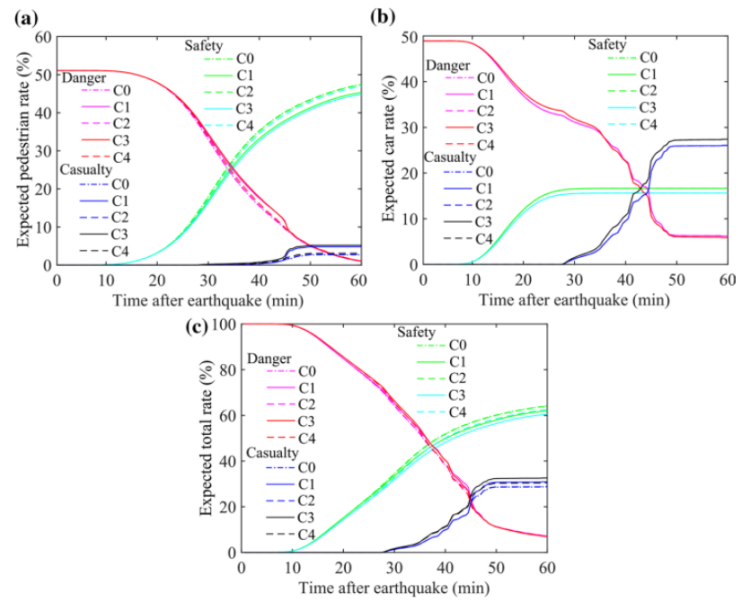 (a)
Expected pedestrian rate (%)
60
50
40
30
20
10
0
Danger
C0
C1
C2
C3
C4
Casualty
C0
C1
C2
C3
C4
Safety
C0
C1
C2
C3
C4
0 10 20 30 40 50 60
Time after earthquake (min)
(b)
Expected car rate (%)
50
40
30
20
10
0
Danger
C0
C1
C2
C3
C4
Casualty
C0
C1
C2
C3
C4
Safety
C0
C1
C2
C3
C4
0 10 20 30 40 50 60
Time after earthquake (min)
(c)
Expected total rate (%)
100
80
60
40
20
0
Danger
C0
C1
C2
C3
C4
Casualty
C0
C1
C2
C3
C4
Safety
C0
C1
C2
C3
C4
0 10 20 30 40 50 60
Time after earthquake (min)